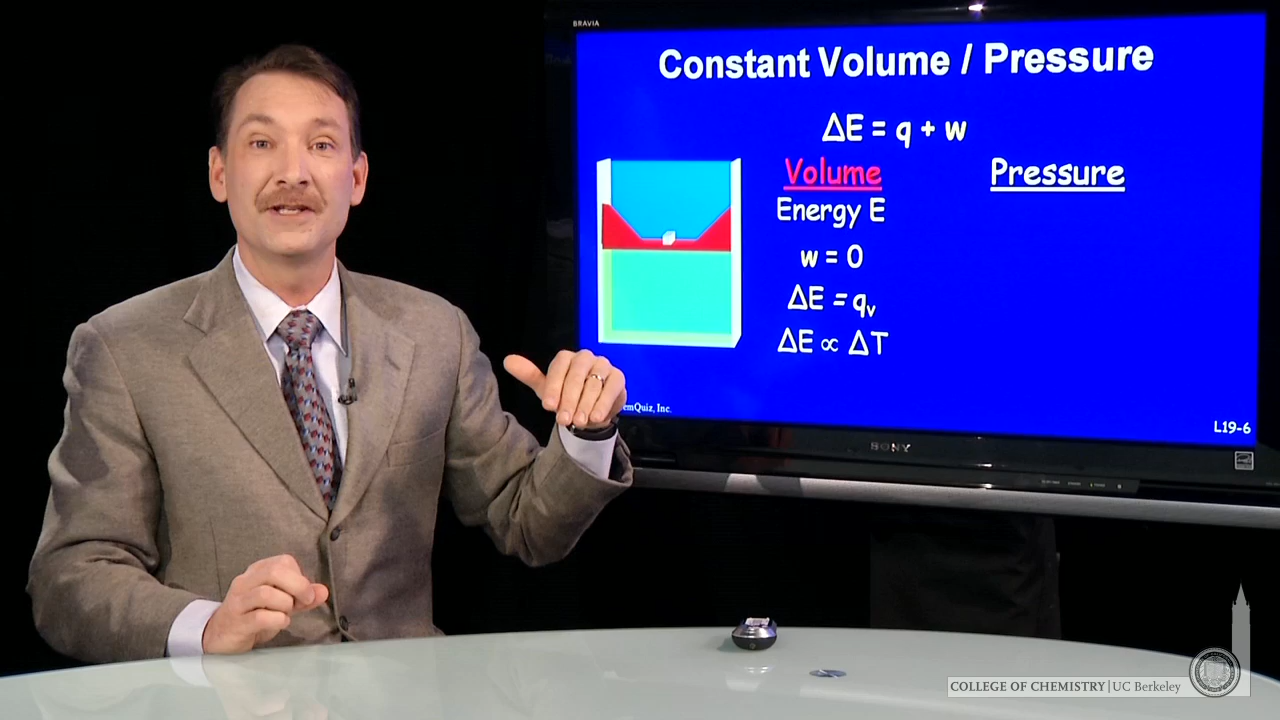 BRAVIA
Constant Volume / Pressure
ΔE = q + w
Volume
Pressure
Energy E
w = 0
ΔE = qᵥ
ΔE ∝ ΔT
emQuiz, Inc.
L19-6
SONY
COLLEGE OF CHEMISTRY | UC Berkeley